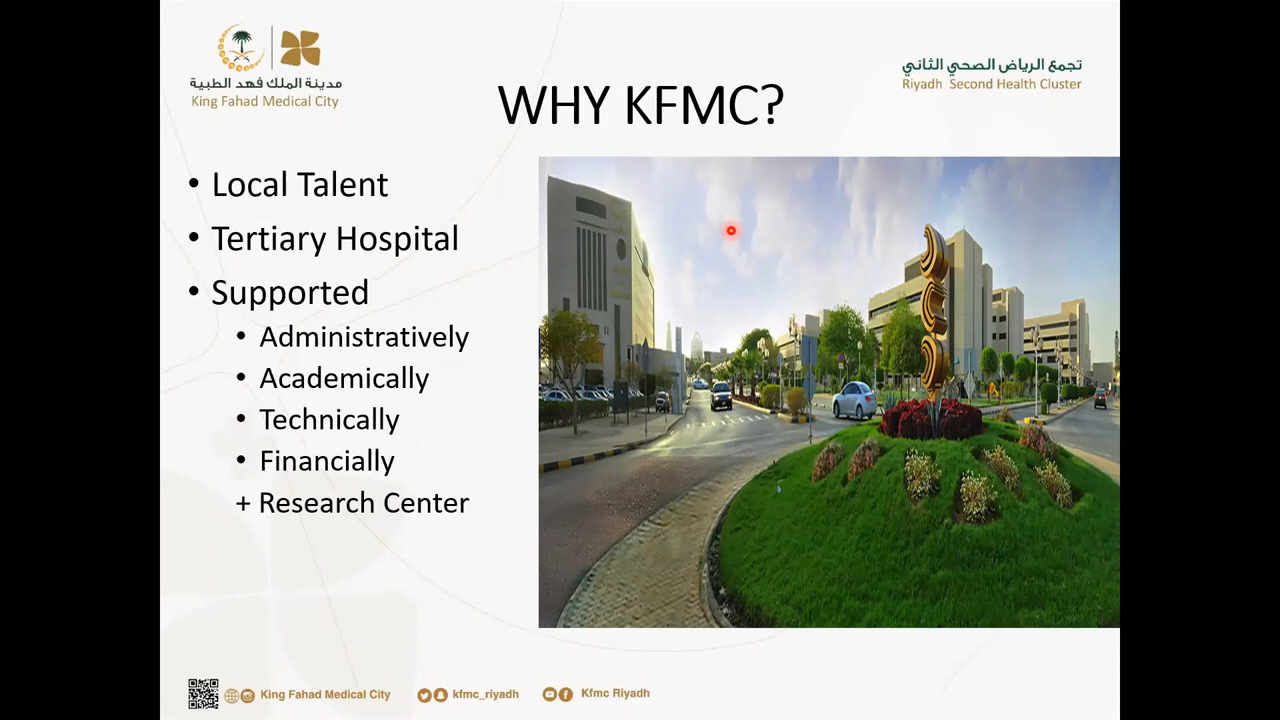 مدينة الملك فهد الطبية
King Fahad Medical City
تجمع الرياض الصحي الثاني
Riyadh Second Health Cluster
WHY KFMC?
• Local Talent
• Tertiary Hospital
• Supported
• Administratively
• Academically
• Technically
• Financially
+ Research Center
King Fahad Medical City
kfmc_riyadh
Kfmc Riyadh